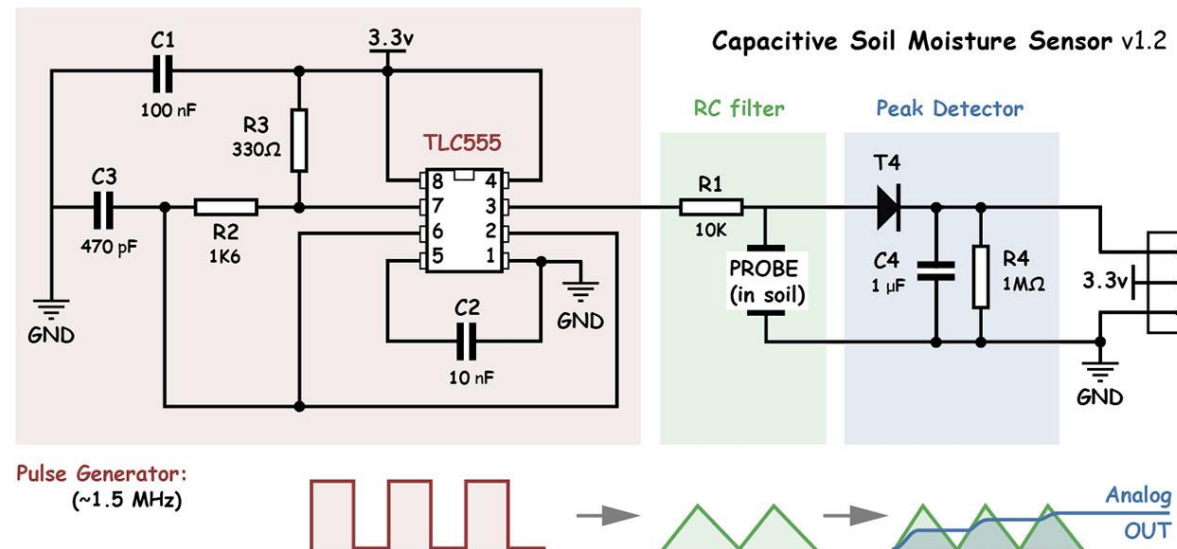 Capacitive Soil Moisture Sensor v1.2
C1
100 nF
3.3v
R3
330Ω
TLC555
C3
470 pF
R2
1K6
8
4
7
3
6
2
5
1
C2
10 nF
GND
GND
RC filter
R1
10K
PROBE
(in soil)
Peak Detector
T4
C4
1 µF
R4
1MΩ
3.3v
GND
Pulse Generator:
(~1.5 MHz)
Analog
OUT